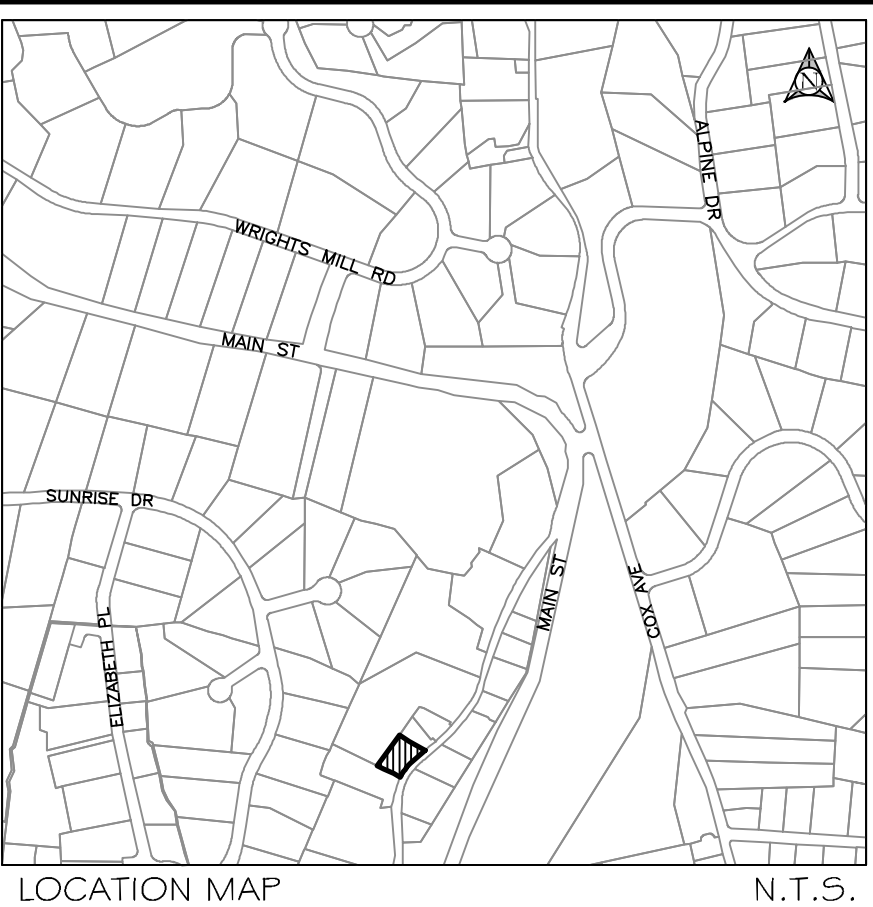 N
ALPINE DR
WRIGHTS MILL RD
MAIN ST
SUNRISE DR
MAIN ST
COX AVE
ELIZABETH PL
LOCATION MAP
N.T.S.